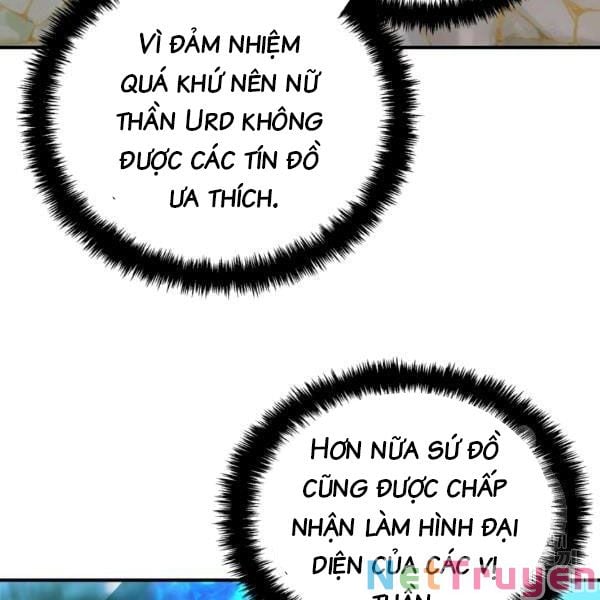 Vì đảm nhiệm
quá khứ nên nữ
thần Urd không
được các tín đồ
ưa thích.
Hơn nữa sứ đồ
cũng được chấp
nhận làm hình đại
diện của các vị
thần
NetTruyen